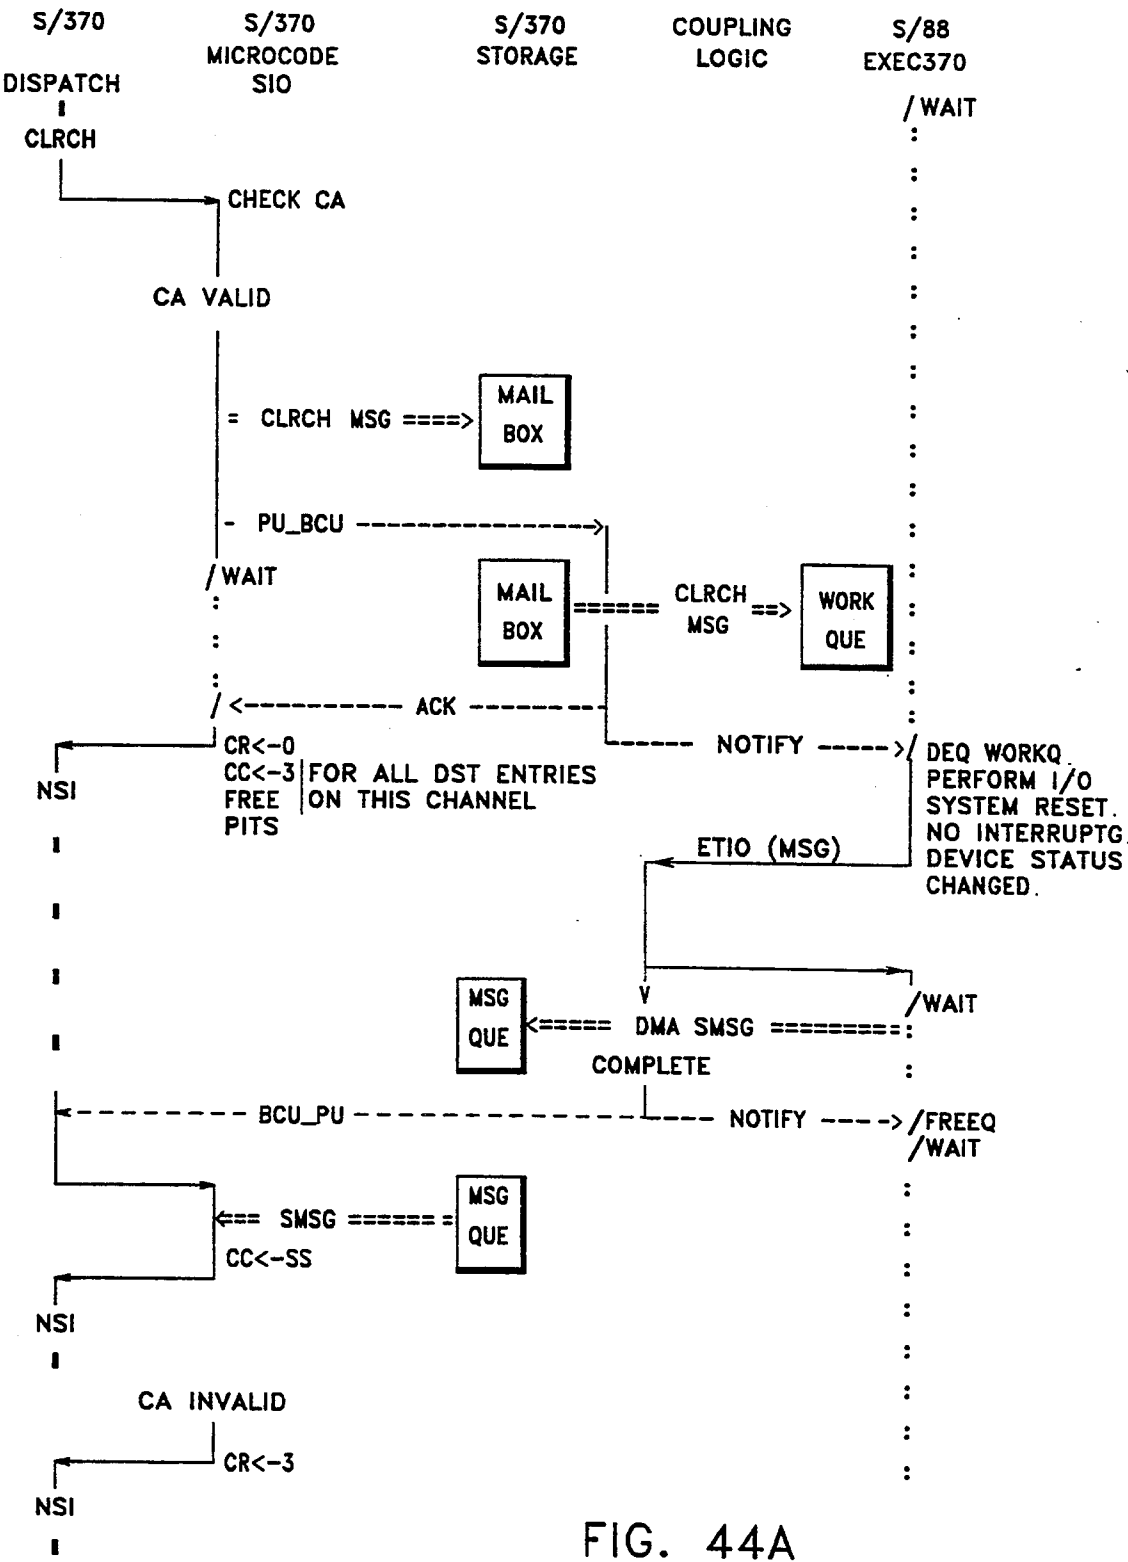 S/370 S/370 S/370 COUPLING S/88
MICROCODE STORAGE LOGIC EXEC370
DISPATCH SIO
/WAIT
CLRCH
CHECK CA
CA VALID
MAIL
= CLRCH MSG ====>
BOX
- PU_BCU ------------------>
/WAIT
MAIL ====== CLRCH ==> WORK
BOX MSG QUE
/<---------- ACK ---------
CR<-0 ------ NOTIFY ----->/ DEQ WORKQ.
CC<-3 FOR ALL DST ENTRIES PERFORM I/O
NSI FREE ON THIS CHANNEL SYSTEM RESET.
PITS NO INTERRUPTG.
ETIO (MSG) DEVICE STATUS
CHANGED.
MSG V /WAIT
QUE <===== DMA SMSG =========:
COMPLETE
<------------ BCU_PU ------------ NOTIFY ---->/FREEQ
/WAIT
MSG
<=== SMSG =======
QUE
CC<-SS
NSI
CA INVALID
CR<-3
NSI
FIG. 44A